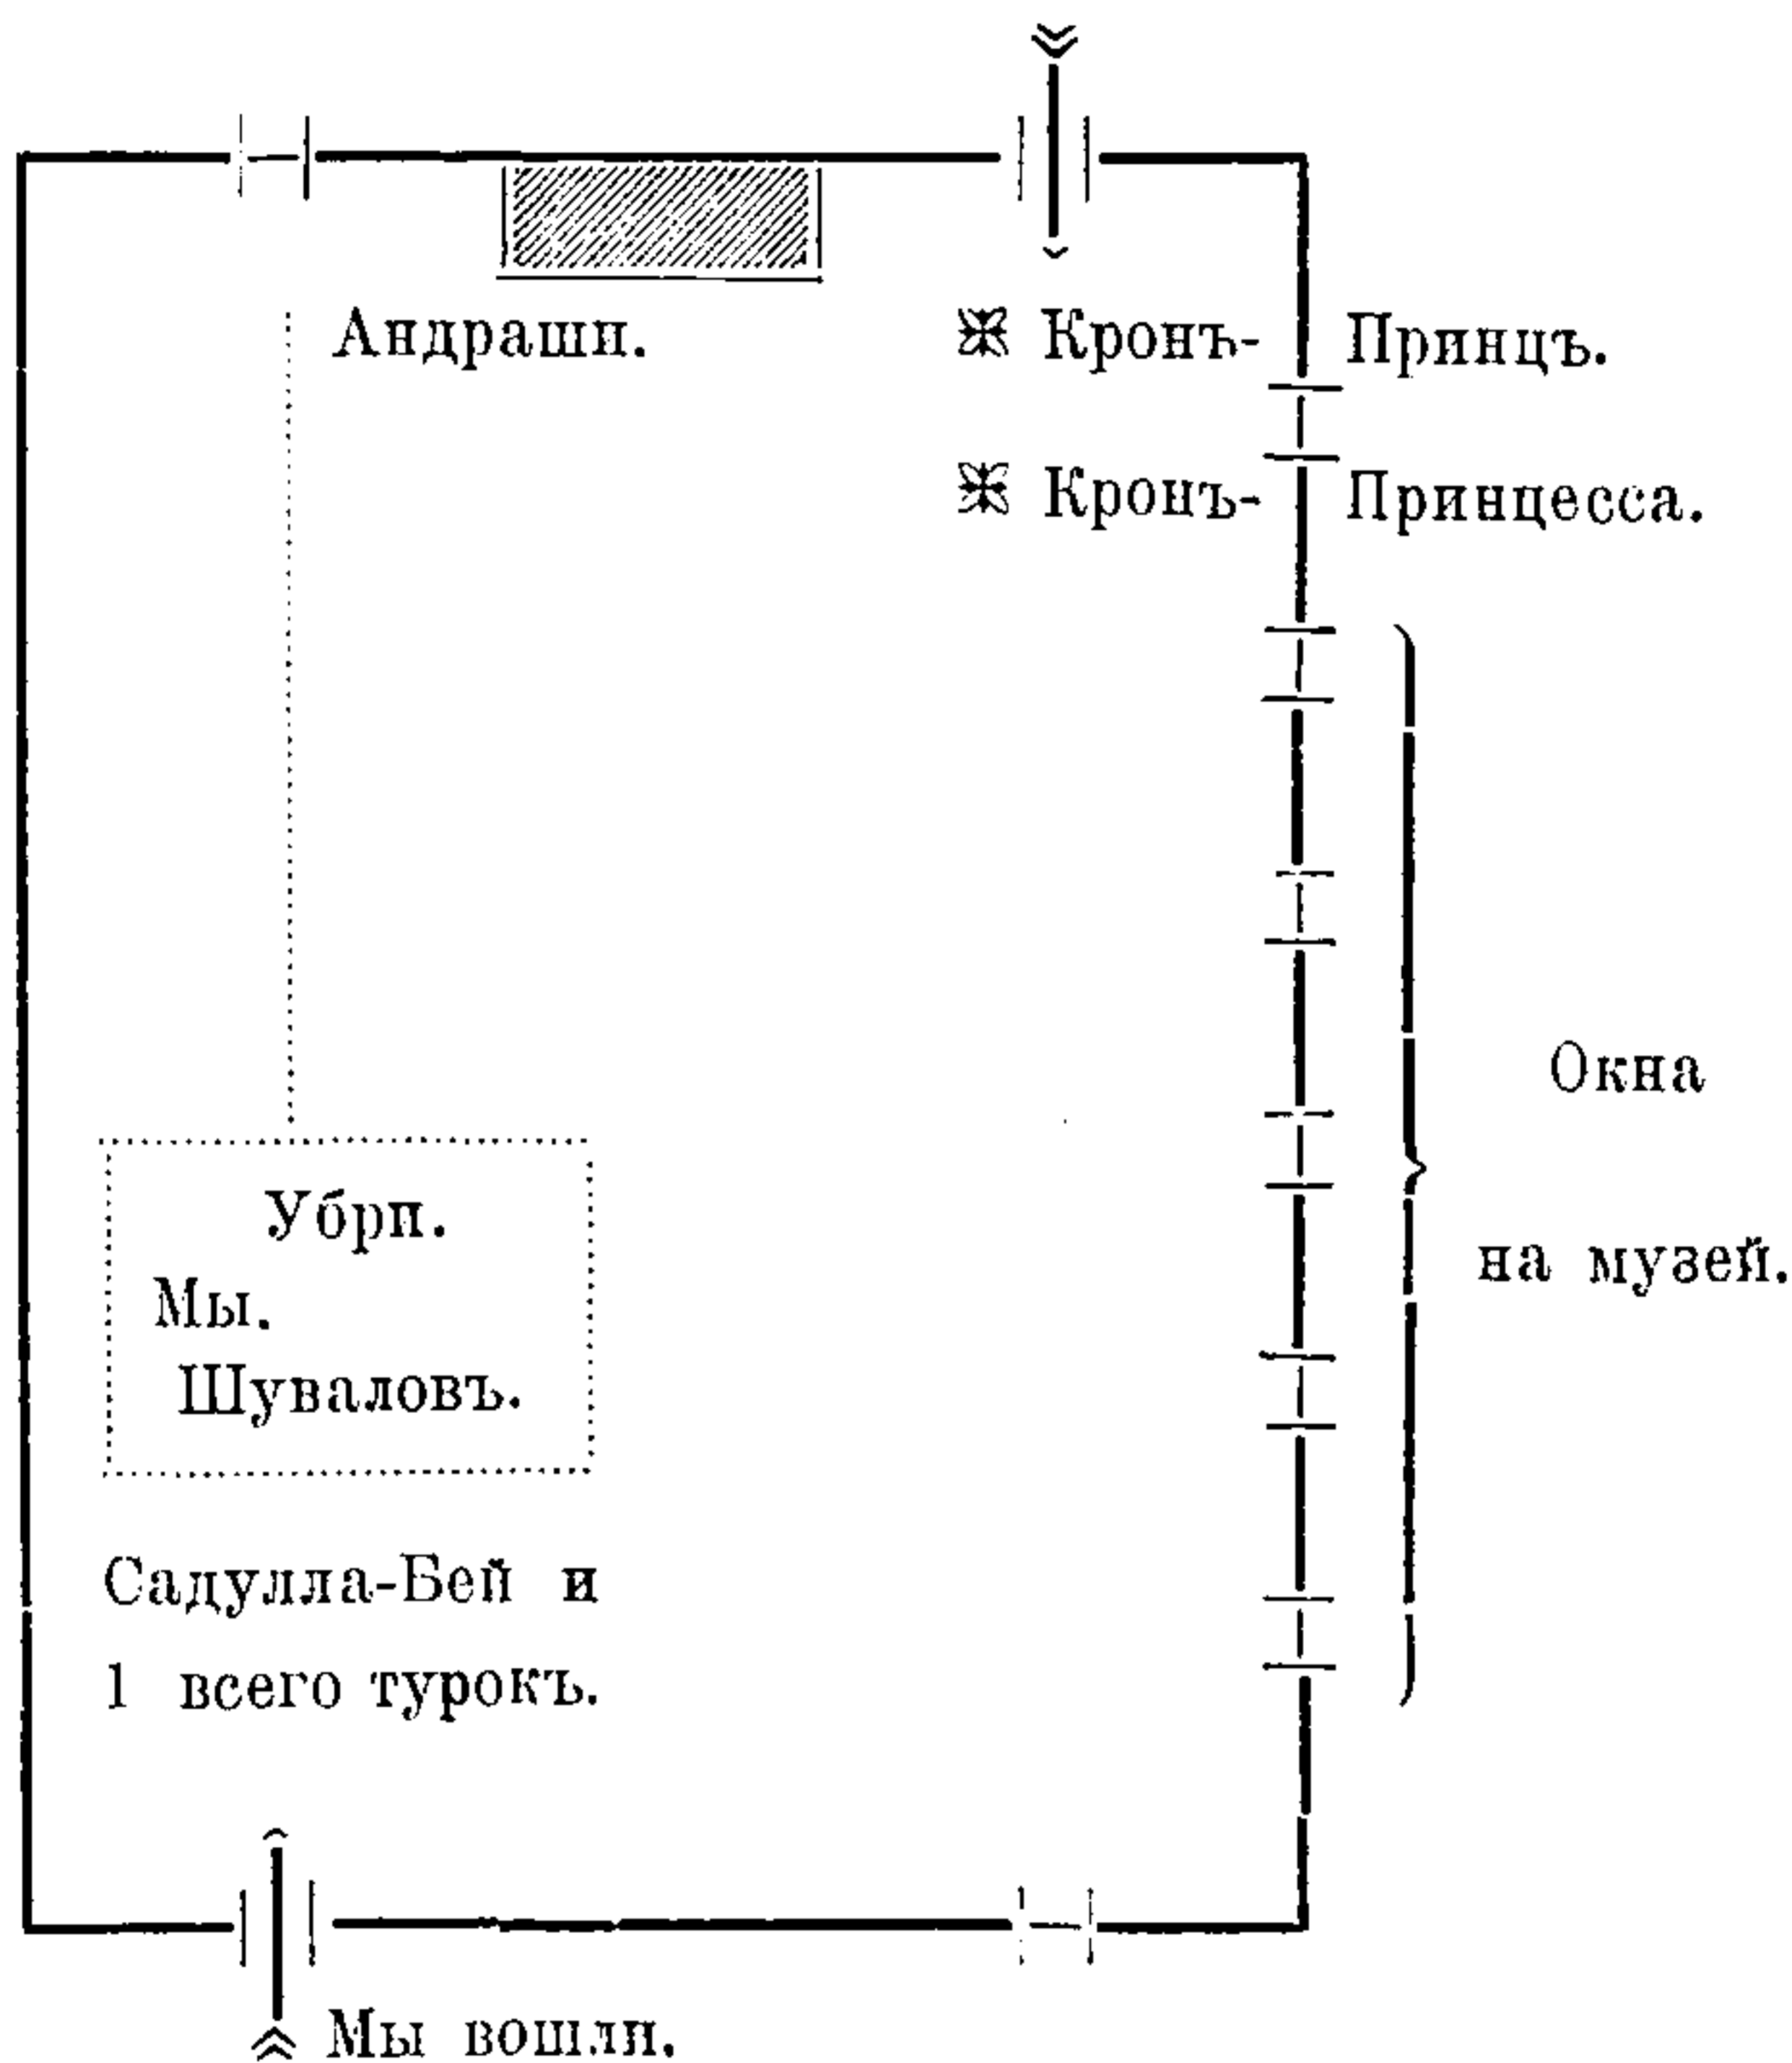 Андраши.
Кронъ- Принцъ.
Кронъ- Принцесса.
Окна
на музей.
Убри.
Мы.
Шуваловъ.
Садулла-Бей и
1 всего турокъ.
Мы вошли.